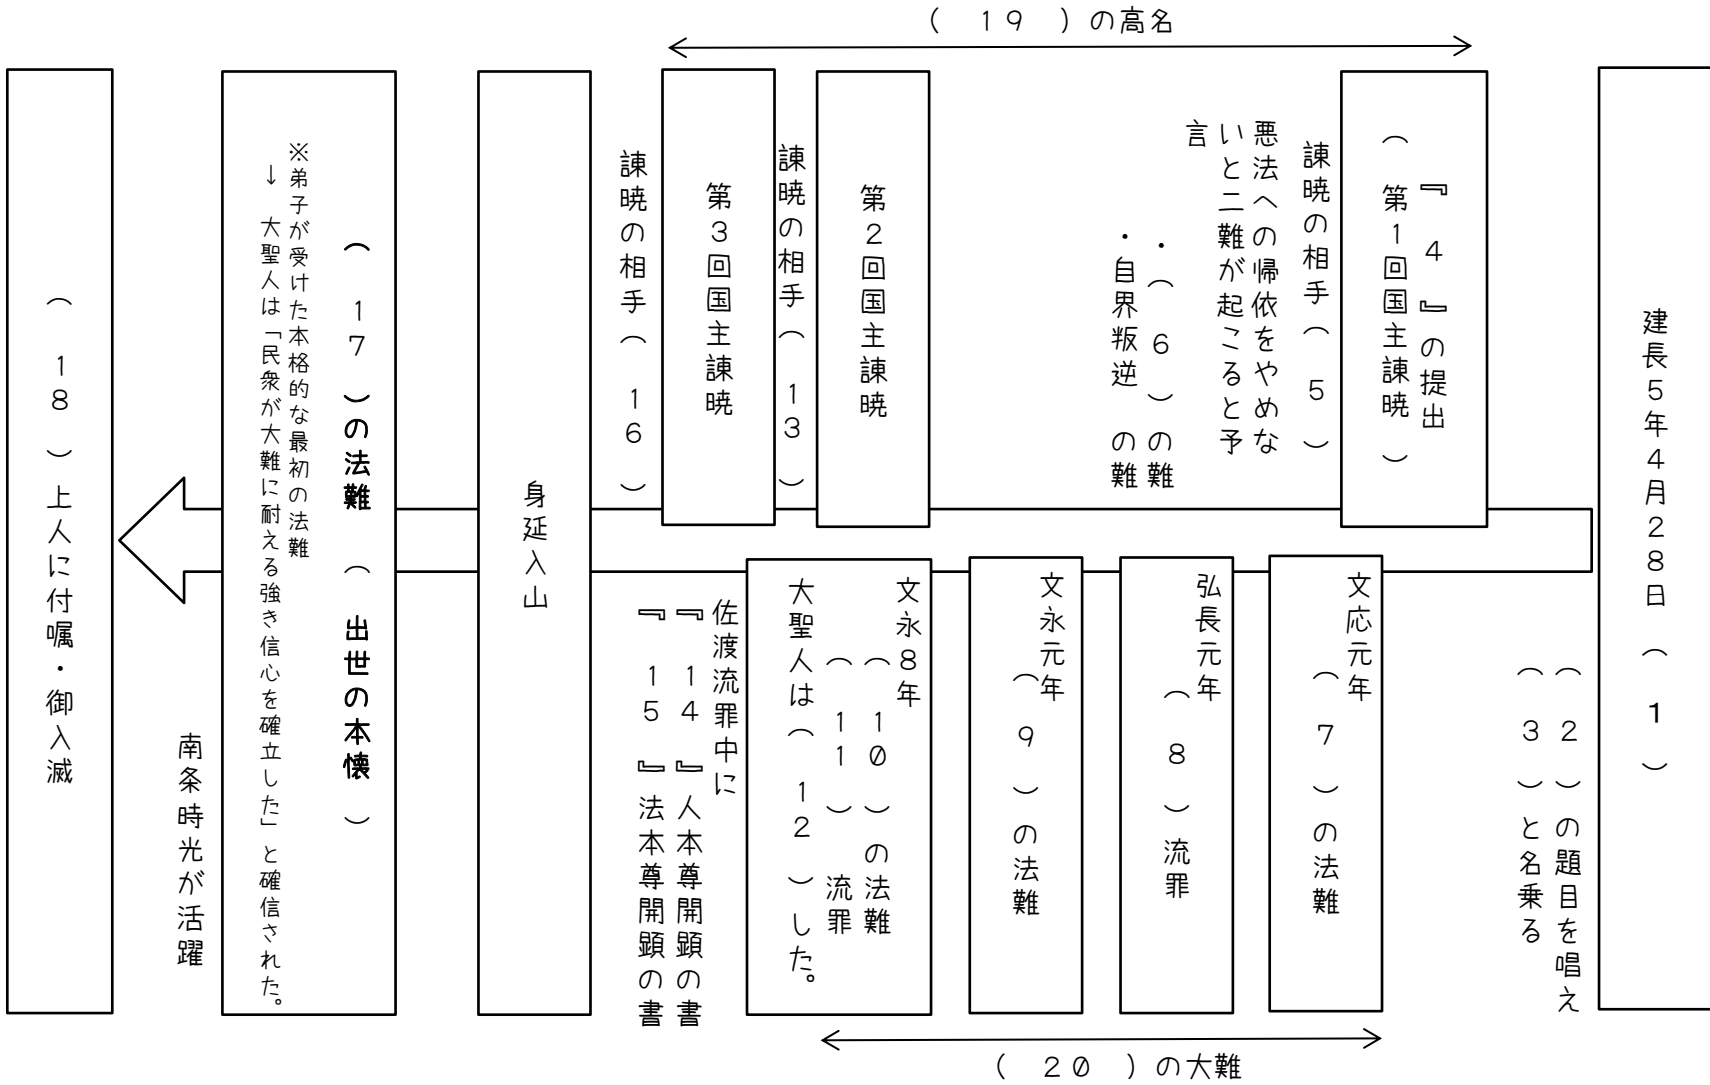 ( 19 )の高名
建長5年4月28日( 1 )
( 2 )の題目を唱え
( 3 )と名乗る
『 4 』の提出
( 第1回国主諫暁 )
諫暁の相手( 5 )
悪法への帰依をやめな
いと二難が起こると予
言
・( 6 )の難
・自界叛逆 の難
文応元年
( 7 )の法難
弘長元年
( 8 )流罪
文永元年
( 9 )の法難
第2回国主諫暁
諫暁の相手( 13 )
文永8年
( 10 )の法難
( 11 ) 流罪
大聖人は( 12 )した。
第3回国主諫暁
諫暁の相手( 16 )
佐渡流罪中に
『 14 』人本尊開顕の書
『 15 』法本尊開顕の書
身延入山
( 17 )の法難 ( 出世の本懐 )
※弟子が受けた本格的な最初の法難
→ 大聖人は「民衆が大難に耐える強き信心を確立した」と確信された。
南条時光が活躍
( 18 )上人に付嘱・御入滅
( 20 )の大難